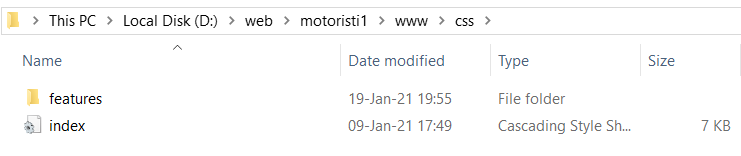 This PC > Local Disk (D:) > web > motoristi1 > www > css >
Name Date modified Type Size
features 19-Jan-21 19:55 File folder
index 09-Jan-21 17:49 Cascading Style Sh... 7 KB